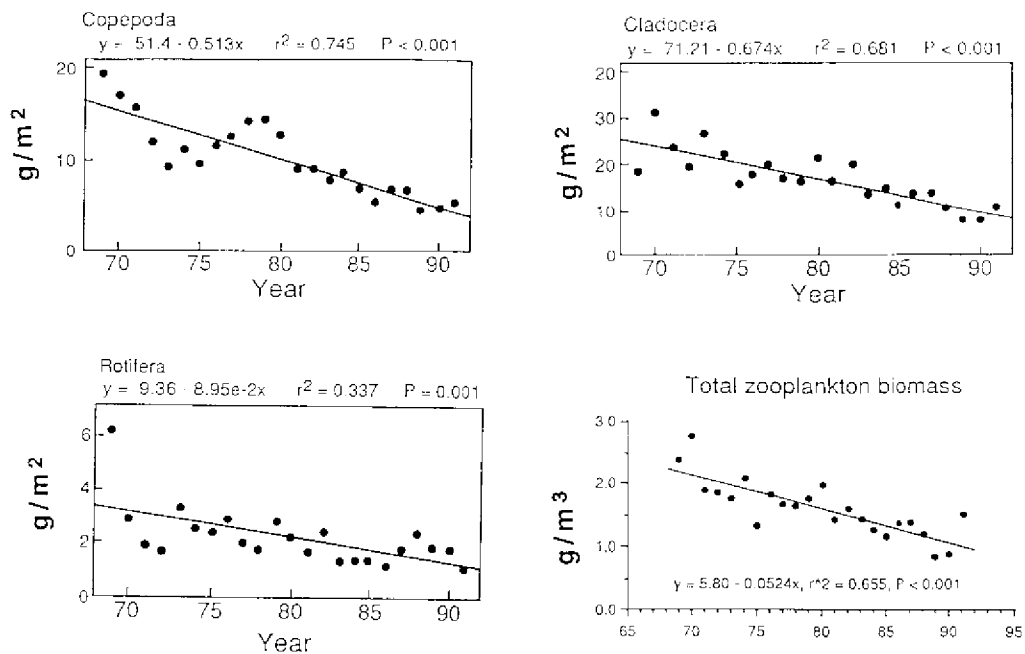 Copepoda
y = 51.4 - 0.513x r2 = 0.745 P < 0.001
20
10
0
g/m2
70 75 80 85 90
Year
Cladocera
y = 71.21 - 0.674x r2 = 0.681 P < 0.001
20
30
20
10
0
g/m2
70 75 80 85 90
Year
Rotifera
y = 9.36 - 8.95e-2x r2 = 0.337 P = 0.001
6
4
2
0
g/m2
70 75 80 85 90
Year
Total zooplankton biomass
3.0
2.0
1.0
0.0
g/m3
y = 5.80 - 0.0524x, r^2 = 0.655, P < 0.001
65 70 75 80 85 90 95